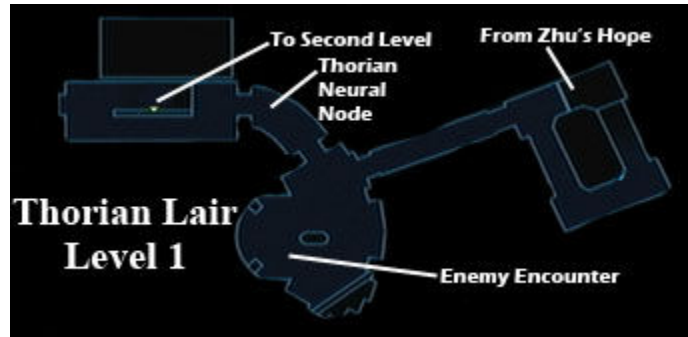 To Second Level
From Zhu's Hope
Thorian
Neural
Node
Thorian Lair
Level 1
Enemy Encounter